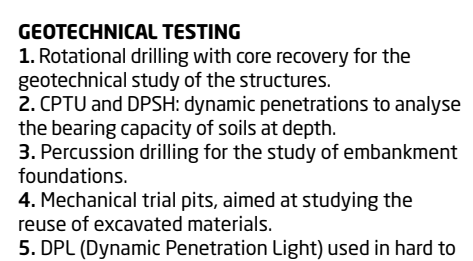 GEOTECHNICAL TESTING
1. Rotational drilling with core recovery for the
geotechnical study of the structures.
2. CPTU and DPSH: dynamic penetrations to analyse
the bearing capacity of soils at depth.
3. Percussion drilling for the study of embankment
foundations.
4. Mechanical trial pits, aimed at studying the
reuse of excavated materials.
5. DPL (Dynamic Penetration Light) used in hard to